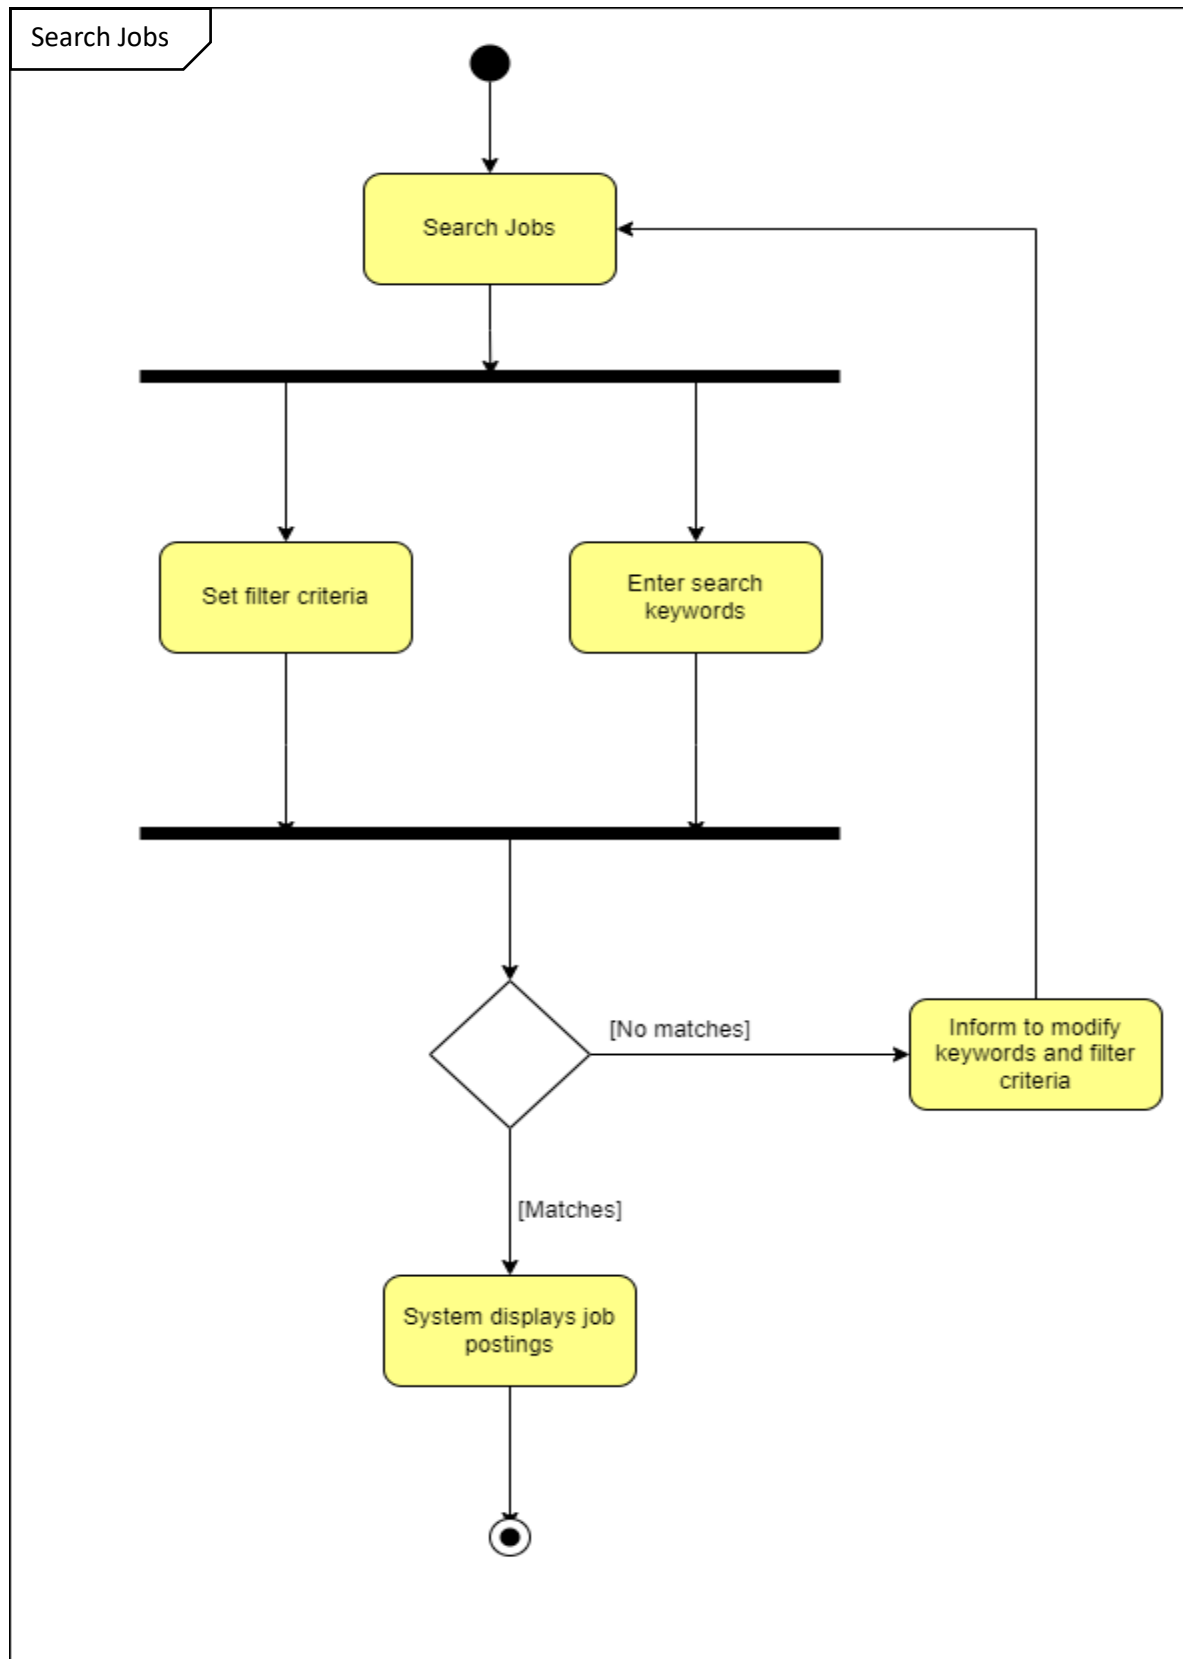 Search Jobs
Search Jobs
Set filter criteria
Enter search
keywords
[No matches]
Inform to modify
keywords and filter
criteria
[Matches]
System displays job
postings